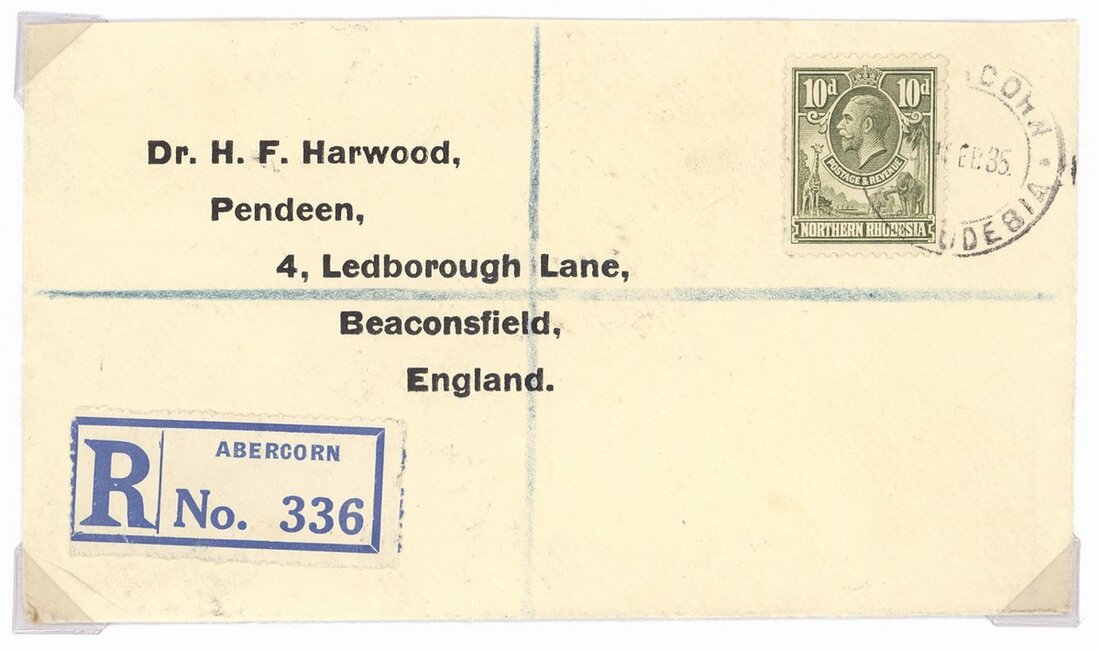 Dr. H. F. Harwood,
Pendeen,
4, Ledborough Lane,
Beaconsfield,
England.
10d 10d
POSTAGE & REVENUE
NORTHERN RHODESIA
R
ABERCORN
No. 336